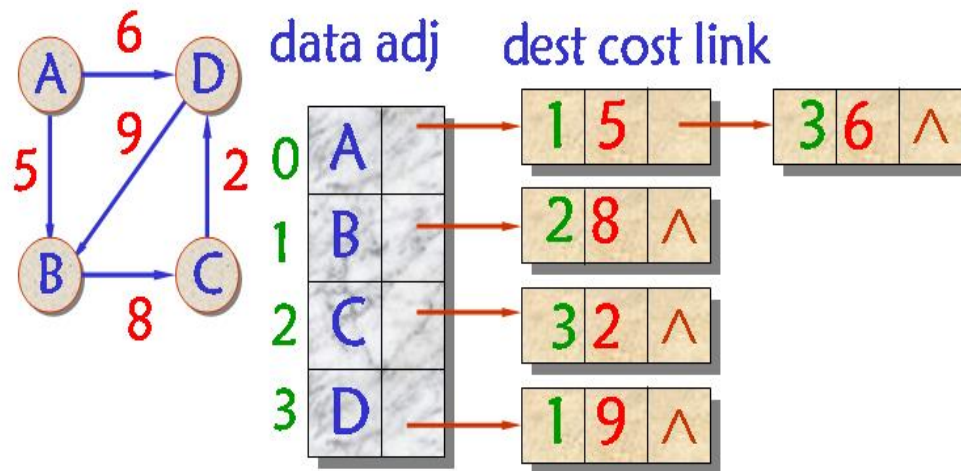 6
A D
5 9 2
B C
8
data adj
dest cost link
0 A 1 5 3 6 ∧
1 B 2 8 ∧
2 C 3 2 ∧
3 D 1 9 ∧